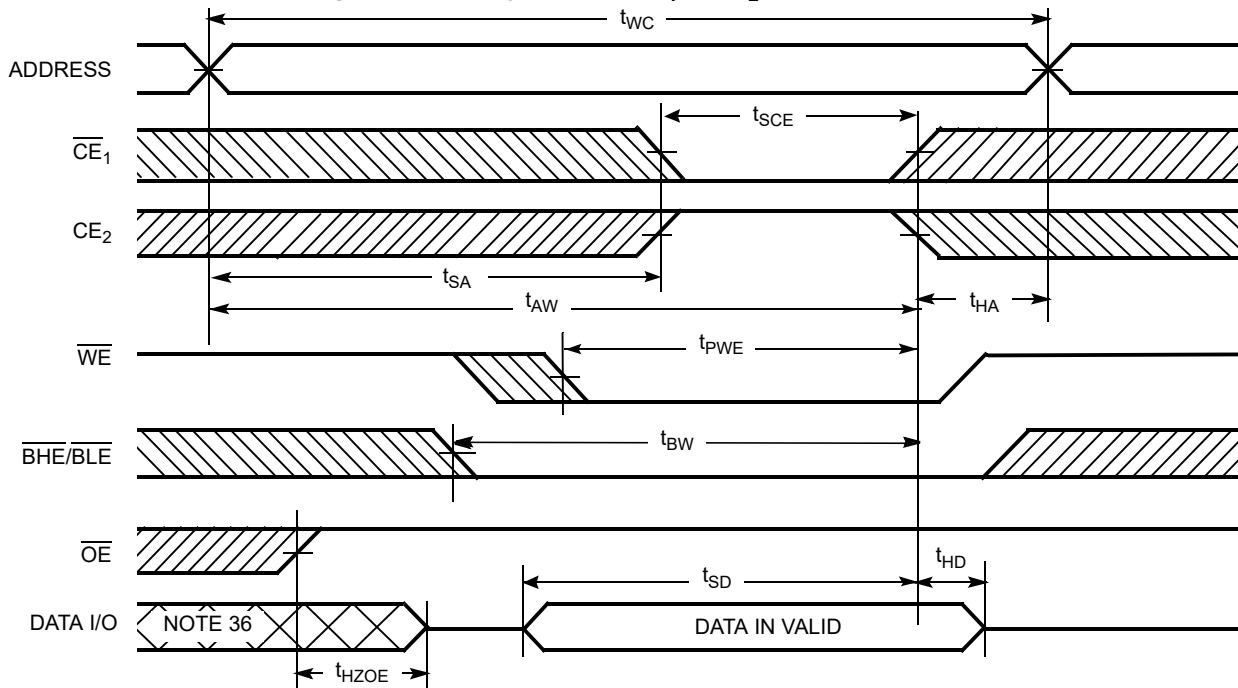 tWC
ADDRESS
tSCE
CE1
CE2
tSA
tAW
tHA
WE
tPWE
BHE/BLE
tBW
OE
tHD
tSD
DATA I/O
NOTE 36
DATA IN VALID
tHZOE